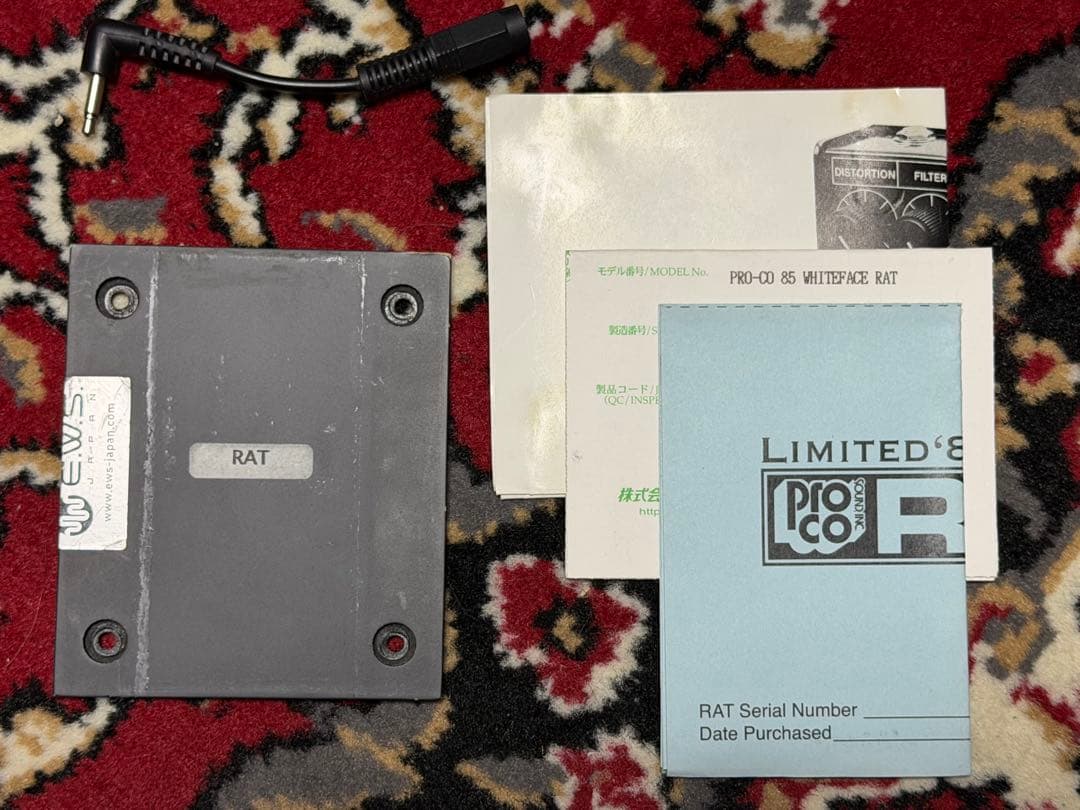 DISTORTION FILTER
モデル番号/MODEL No. PRO-CO 85 WHITEFACE RAT
製造番号/S
製品コード/
(QC/INSPE
株式会
http
LIMITED '8
pro co SOUND INC R
RAT Serial Number
Date Purchased
RAT
E.W.S.
JAPAN
www.ews-japan.com